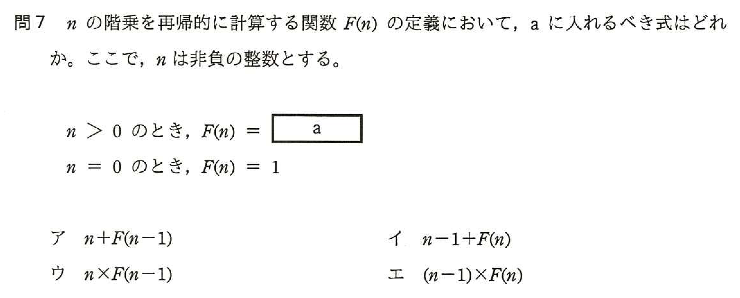 問7 nの階乗を再帰的に計算する関数 F(n) の定義において，a に入れるべき式はどれ
か。ここで，n は非負の整数とする。
n > 0 のとき，F(n) = a
n = 0 のとき，F(n) = 1
ア n+F(n−1) イ n−1+F(n)
ウ n×F(n−1) エ (n−1)×F(n)